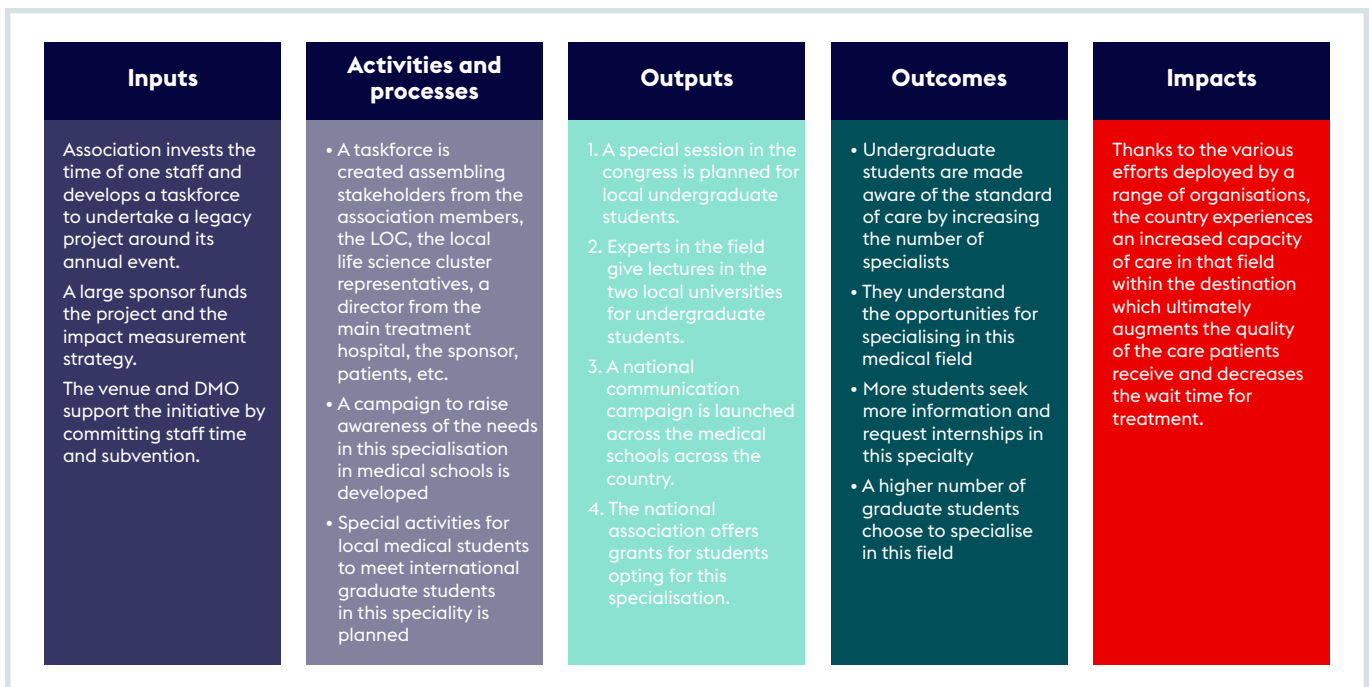 Inputs
Association invests the
time of one staff and
develops a taskforce
to undertake a legacy
project around its
annual event.
A large sponsor funds
the project and the
impact measurement
strategy.
The venue and DMO
support the initiative by
committing staff time
and subvention.
Activities and
processes
• A taskforce is
created assembling
stakeholders from the
association members,
the LOC, the local
life science cluster
representatives, a
director from the
main treatment
hospital, the sponsor,
patients, etc.
• A campaign to raise
awareness of the needs
in this specialisation
in medical schools is
developed
• Special activities for
local medical students
to meet international
graduate students
in this speciality is
planned
Outputs
1. A special session in the
congress is planned for
local undergraduate
students.
2. Experts in the field
give lectures in the
two local universities
for undergraduate
students.
3. A national
communication
campaign is launched
across the medical
schools across the
country.
4. The national
association offers
grants for students
opting for this
specialisation.
Outcomes
• Undergraduate
students are made
aware of the standard
of care by increasing
the number of
specialists
• They understand
the opportunities for
specialising in this
medical field
• More students seek
more information and
request internships in
this specialty
• A higher number of
graduate students
choose to specialise
in this field
Impacts
Thanks to the various
efforts deployed by a
range of organisations,
the country experiences
an increased capacity
of care in that field
within the destination
which ultimately
augments the quality
of the care patients
receive and decreases
the wait time for
treatment.